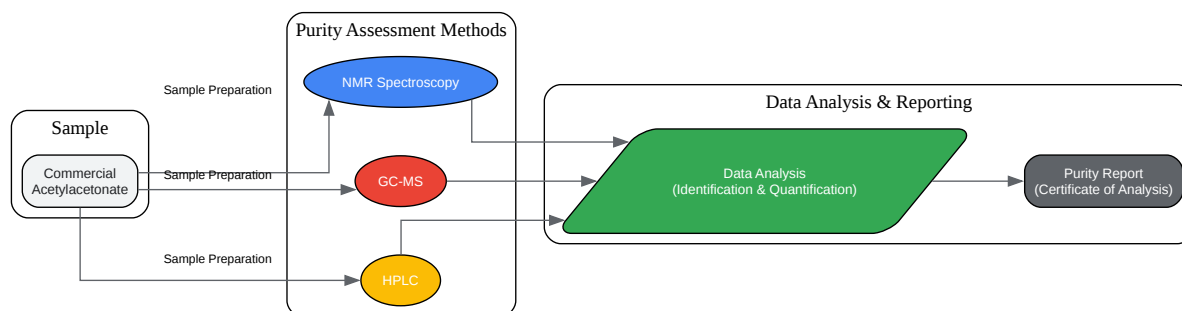 Purity Assessment Methods
NMR Spectroscopy
Sample Preparation
Data Analysis & Reporting
Sample
Commercial
Acetylacetonate
Sample Preparation
GC-MS
Data Analysis
(Identification & Quantification)
Purity Report
(Certificate of Analysis)
Sample Preparation
HPLC